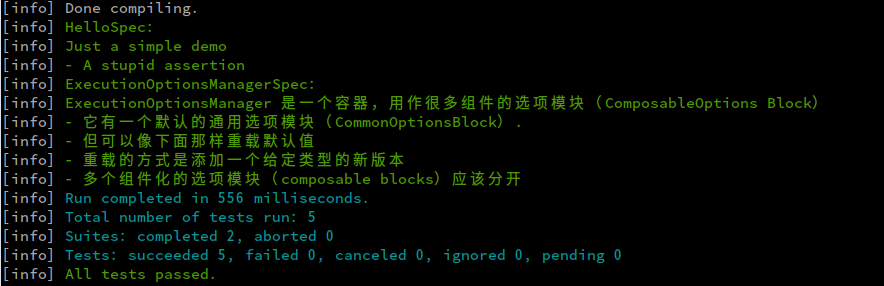 [info] Done compiling.
[info] HelloSpec:
[info] Just a simple demo
[info] - A stupid assertion
[info] ExecutionOptionsManagerSpec:
[info] ExecutionOptionsManager 是一个容器，用作很多组件的选项模块（ComposableOptions Block）
[info] - 它有一个默认的通用选项模块（CommonOptionsBlock）.
[info] - 但可以像下面那样重载默认值
[info] - 重载的方式是添加一个给定类型的新版本
[info] - 多个组件化的选项模块（composable blocks）应该分开
[info] Run completed in 556 milliseconds.
[info] Total number of tests run: 5
[info] Suites: completed 2, aborted 0
[info] Tests: succeeded 5, failed 0, canceled 0, ignored 0, pending 0
[info] All tests passed.